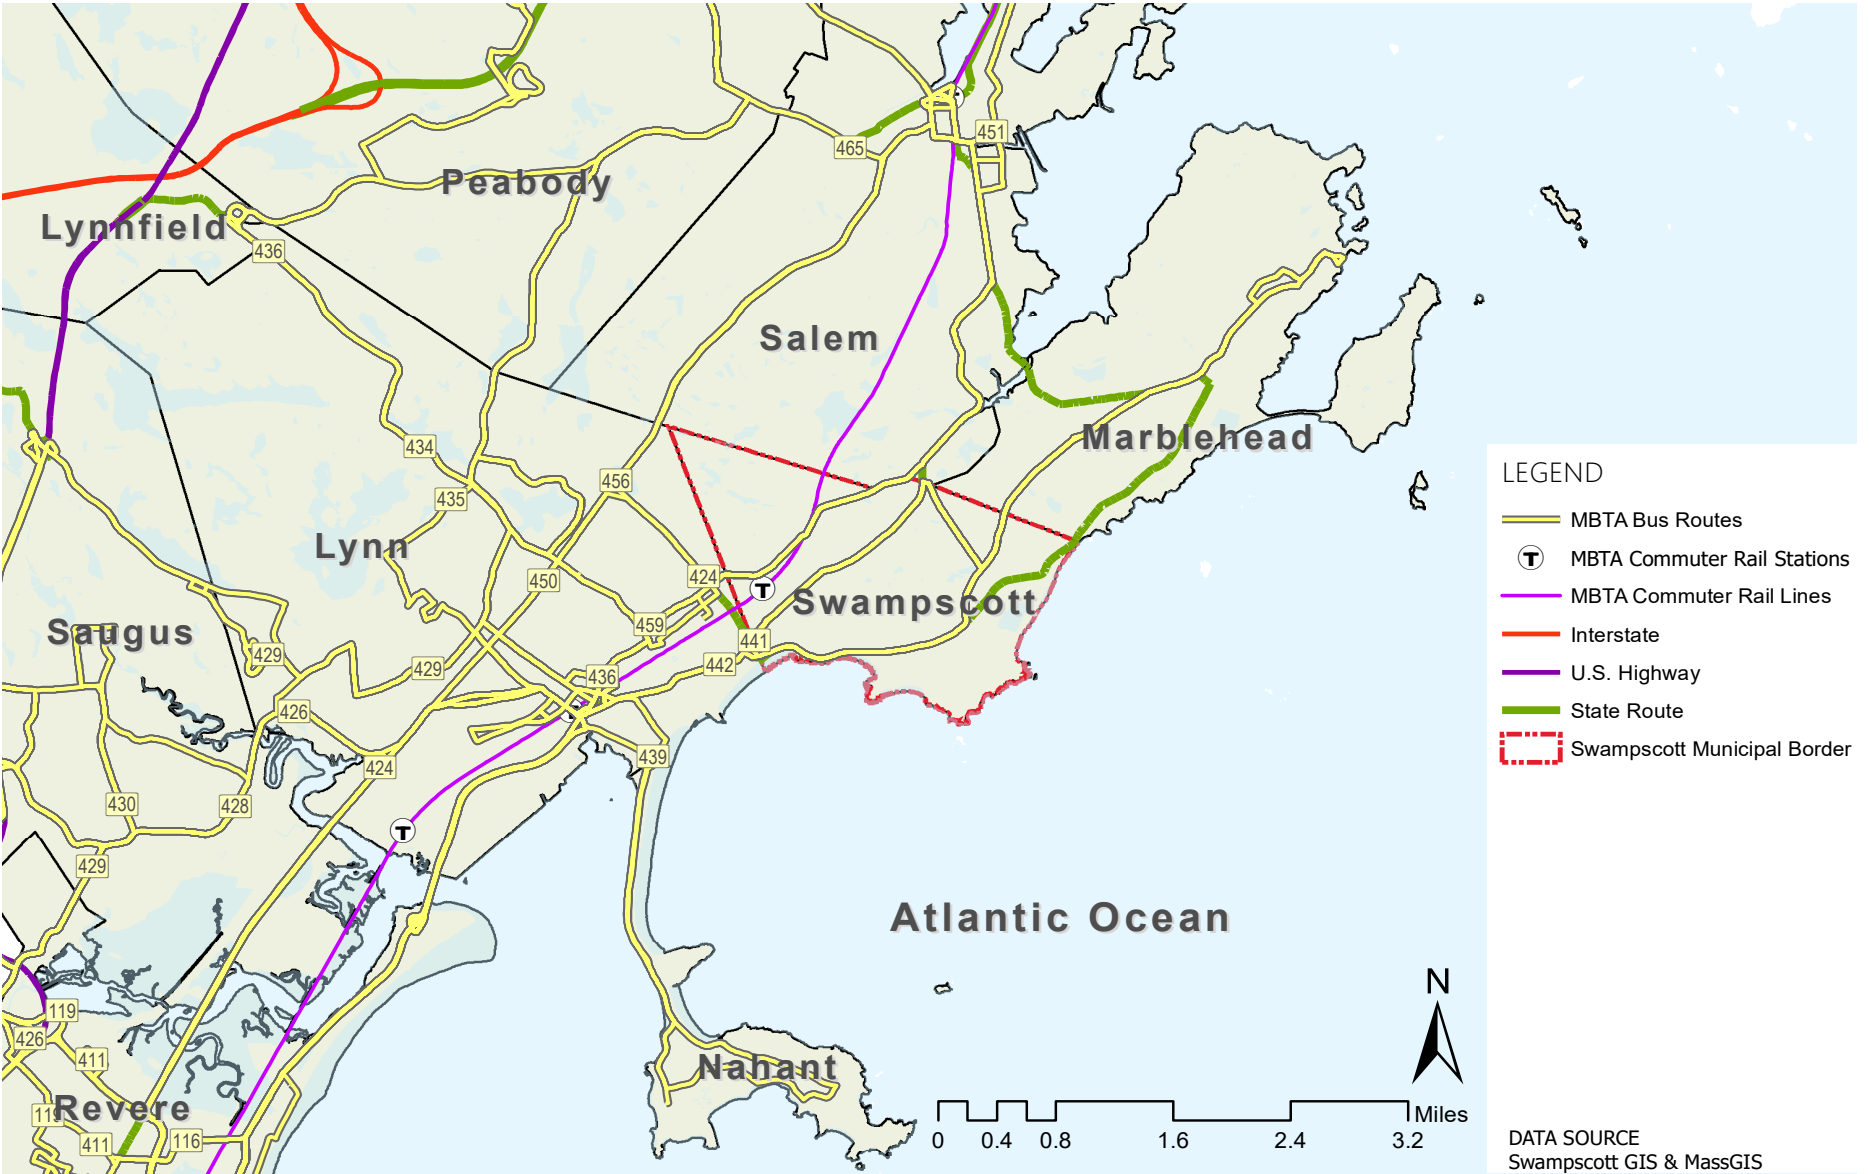 451
465
Peabody
Lynnfield
436
Salem
Marblehead
434
456
435
Lynn
450
424
Swampscott
459
441
Saugus
429
429
442
436
426
439
424
430
428
429
Atlantic Ocean
119
426
411
Nahant
119
Revere
411
116
LEGEND
MBTA Bus Routes
T MBTA Commuter Rail Stations
MBTA Commuter Rail Lines
Interstate
U.S. Highway
State Route
Swampscott Municipal Border
T
T
N
Miles
0 0.4 0.8 1.6 2.4 3.2
DATA SOURCE
Swampscott GIS & MassGIS